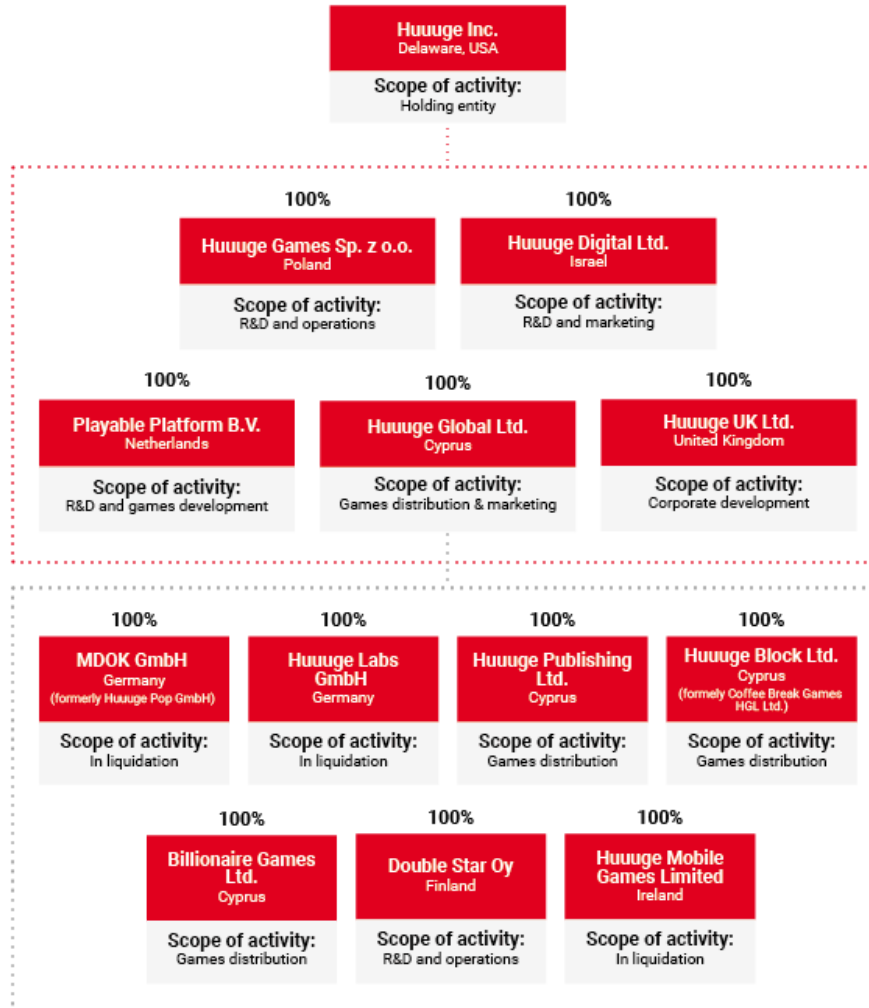 Huuuge Inc.
Delaware, USA
Scope of activity:
Holding entity
100%
100%
Huuuge Games Sp. z o.o.
Poland
Scope of activity:
R&D and operations
Huuuge Digital Ltd.
Israel
Scope of activity:
R&D and marketing
100%
100%
100%
Playable Platform B.V.
Netherlands
Scope of activity:
R&D and games development
Huuuge Global Ltd.
Cyprus
Scope of activity:
Games distribution & marketing
Huuuge UK Ltd.
United Kingdom
Scope of activity:
Corporate development
100%
100%
100%
100%
MDOK GmbH
Germany
(formerly Huuuge Pop GmbH)
Scope of activity:
In liquidation
Huuuge Labs
GmbH
Germany
Scope of activity:
In liquidation
Huuuge Publishing
Ltd.
Cyprus
Scope of activity:
Games distribution
Huuuge Block Ltd.
Cyprus
(formely Coffee Break Games
HGL Ltd.)
Scope of activity:
Games distribution
100%
100%
100%
Billionaire Games
Ltd.
Cyprus
Scope of activity:
Games distribution
Double Star Oy
Finland
Scope of activity:
R&D and operations
Huuuge Mobile
Games Limited
Ireland
Scope of activity:
In liquidation